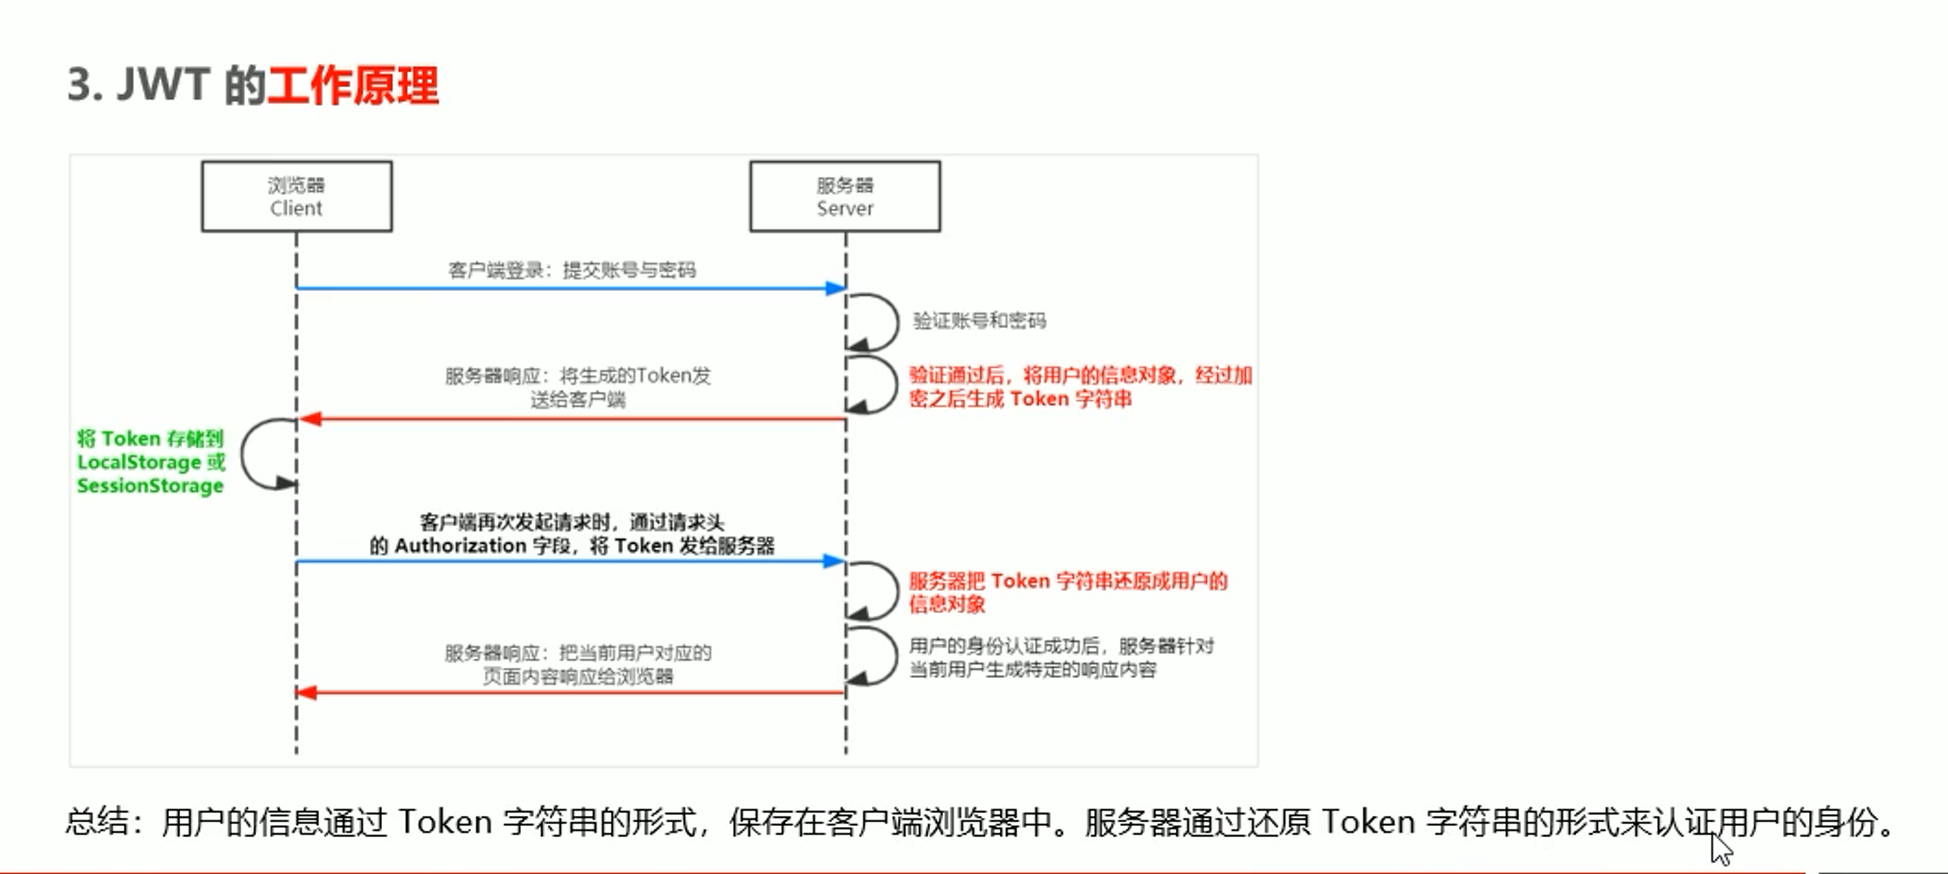 3. JWT 的工作原理
浏览器
Client
服务器
Server
客户端登录：提交账号与密码
验证账号和密码
服务器响应：将生成的Token发
送给客户端
验证通过后，将用户的信息对象，经过加
密之后生成 Token 字符串
将 Token 存储到
LocalStorage 或
SessionStorage
客户端再次发起请求时，通过请求头
的 Authorization 字段，将 Token 发给服务器
服务器把 Token 字符串还原成用户的
信息对象
用户的身份认证成功后，服务器针对
当前用户生成特定的响应内容
服务器响应：把当前用户对应的
页面内容响应给浏览器
总结：用户的信息通过 Token 字符串的形式，保存在客户端浏览器中。服务器通过还原 Token 字符串的形式来认证用户的身份。